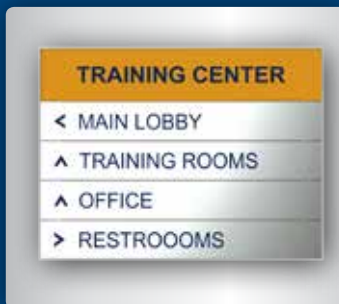 TRAINING CENTER
< MAIN LOBBY
^ TRAINING ROOMS
^ OFFICE
> RESTROOOMS